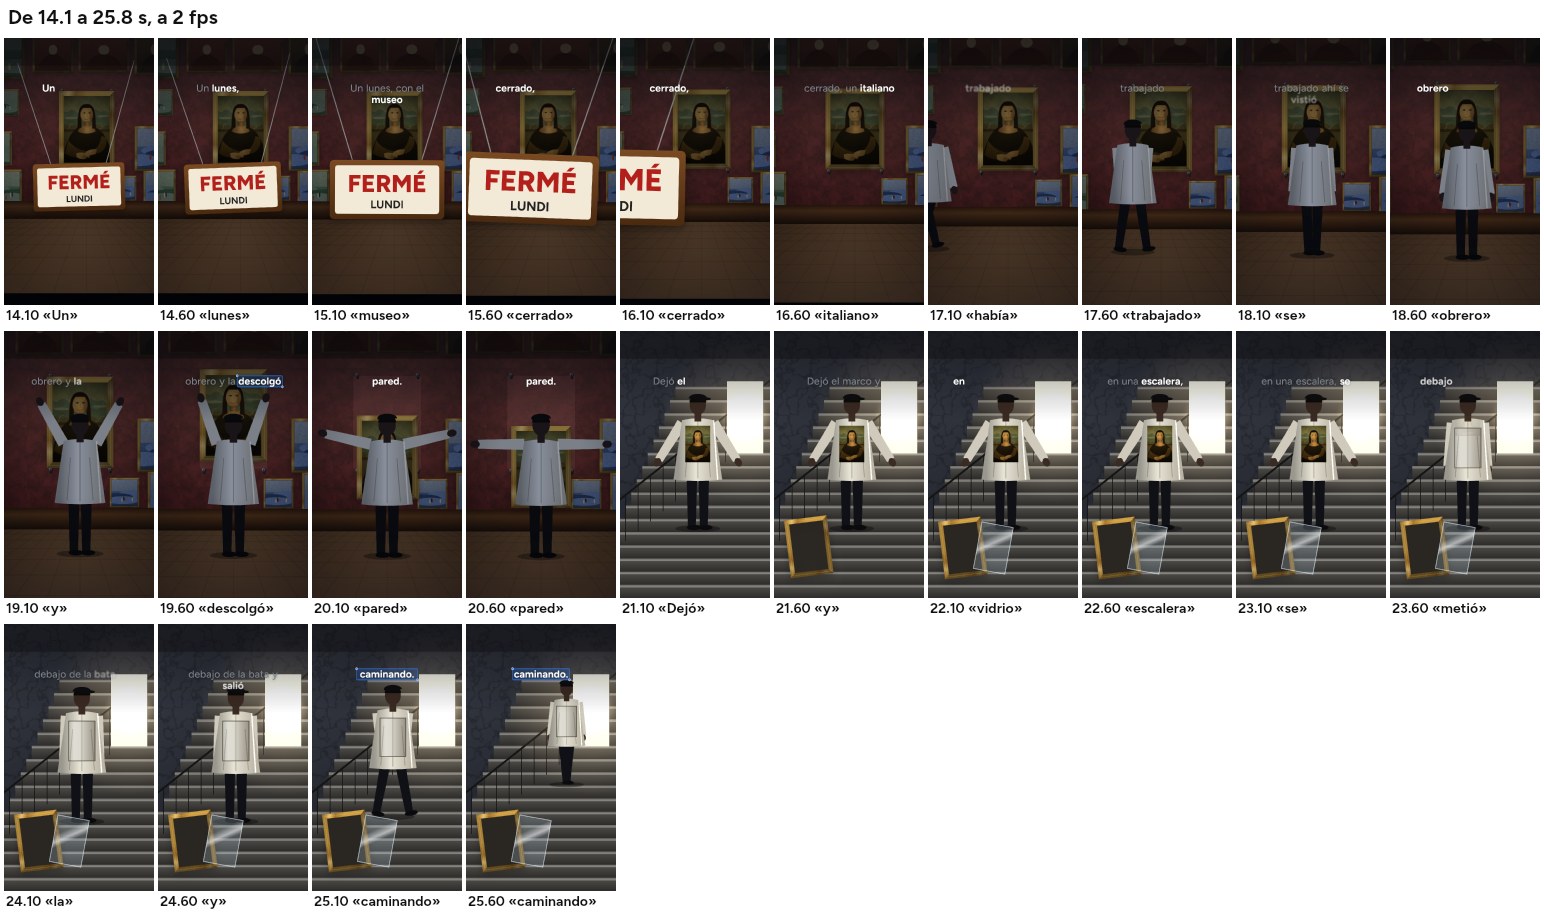 De 14.1 a 25.8 s, a 2 fps
Un
FERMÉ
LUNDI
14.10 «Un»
Un lunes,
FERMÉ
LUNDI
14.60 «lunes»
Un lunes, con el
museo
FERMÉ
LUNDI
15.10 «museo»
cerrado,
FERMÉ
LUNDI
15.60 «cerrado»
cerrado,
MÉ
DI
16.10 «cerrado»
cerrado, un italiano
16.60 «italiano»
trabajado
17.10 «había»
trabajado
17.60 «trabajado»
trabajado ahí se
vistió
18.10 «se»
obrero
18.60 «obrero»
obrero y la
19.10 «y»
obrero y la descolgó
19.60 «descolgó»
pared.
20.10 «pared»
pared.
20.60 «pared»
Dejó el
21.10 «Dejó»
Dejó el marco y
21.60 «y»
en
22.10 «vidrio»
en una escalera,
22.60 «escalera»
en una escalera, se
23.10 «se»
debajo
23.60 «metió»
debajo de la bata
24.10 «la»
debajo de la bata y
salió
24.60 «y»
caminando.
25.10 «caminando»
caminando.
25.60 «caminando»